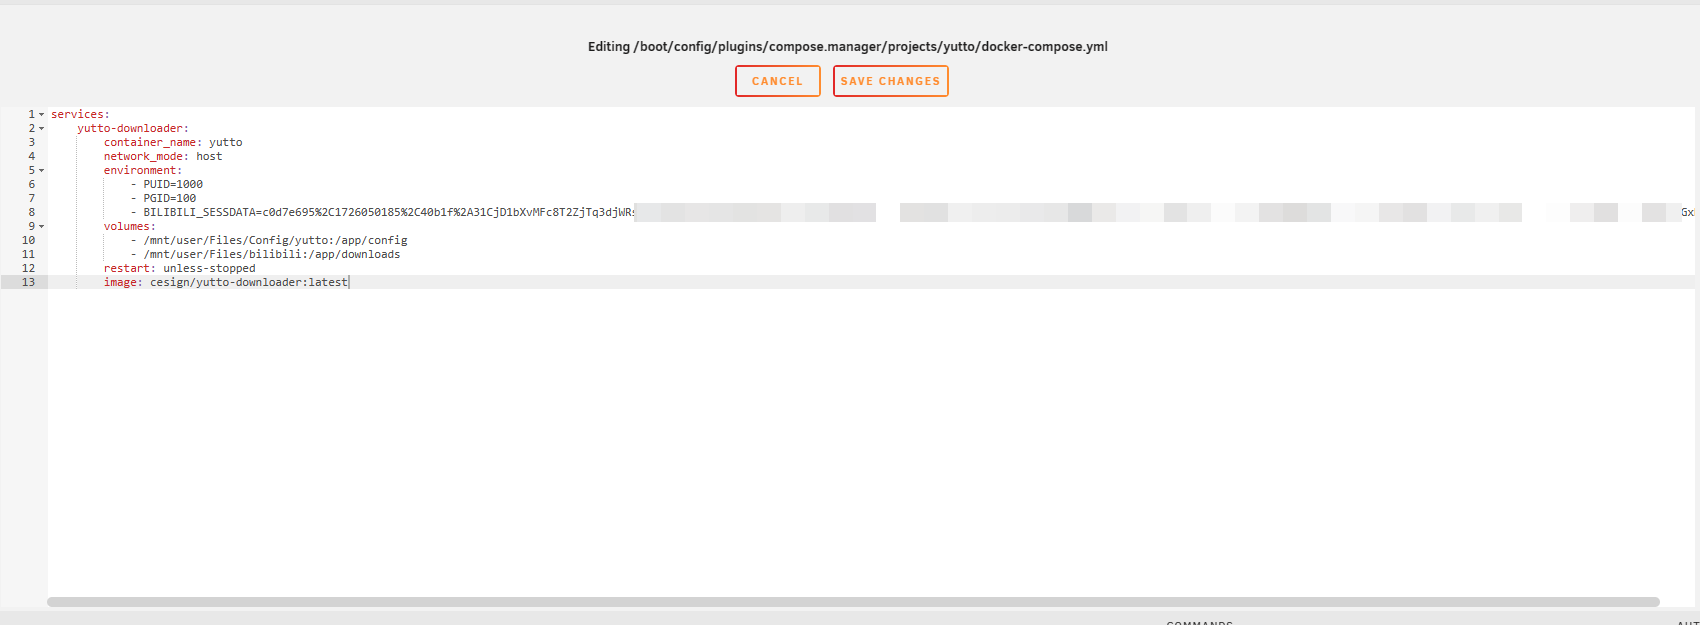 Editing /boot/config/plugins/compose.manager/projects/yutto/docker-compose.yml
CANCEL SAVE CHANGES
1 services:
2 yutto-downloader:
3 container_name: yutto
4 network_mode: host
5 environment:
6 - PUID=1000
7 - PGID=100
8 - BILIBILI_SESSDATA=c0d7e695%2C1726050185%2C40b1f%2A31CjD1bXvMFc8T2ZjTq3djWRs
9 volumes:
10 - /mnt/user/Files/Config/yutto:/app/config
11 - /mnt/user/Files/bilibili:/app/downloads
12 restart: unless-stopped
13 image: cesign/yutto-downloader:latest
COMMANDS